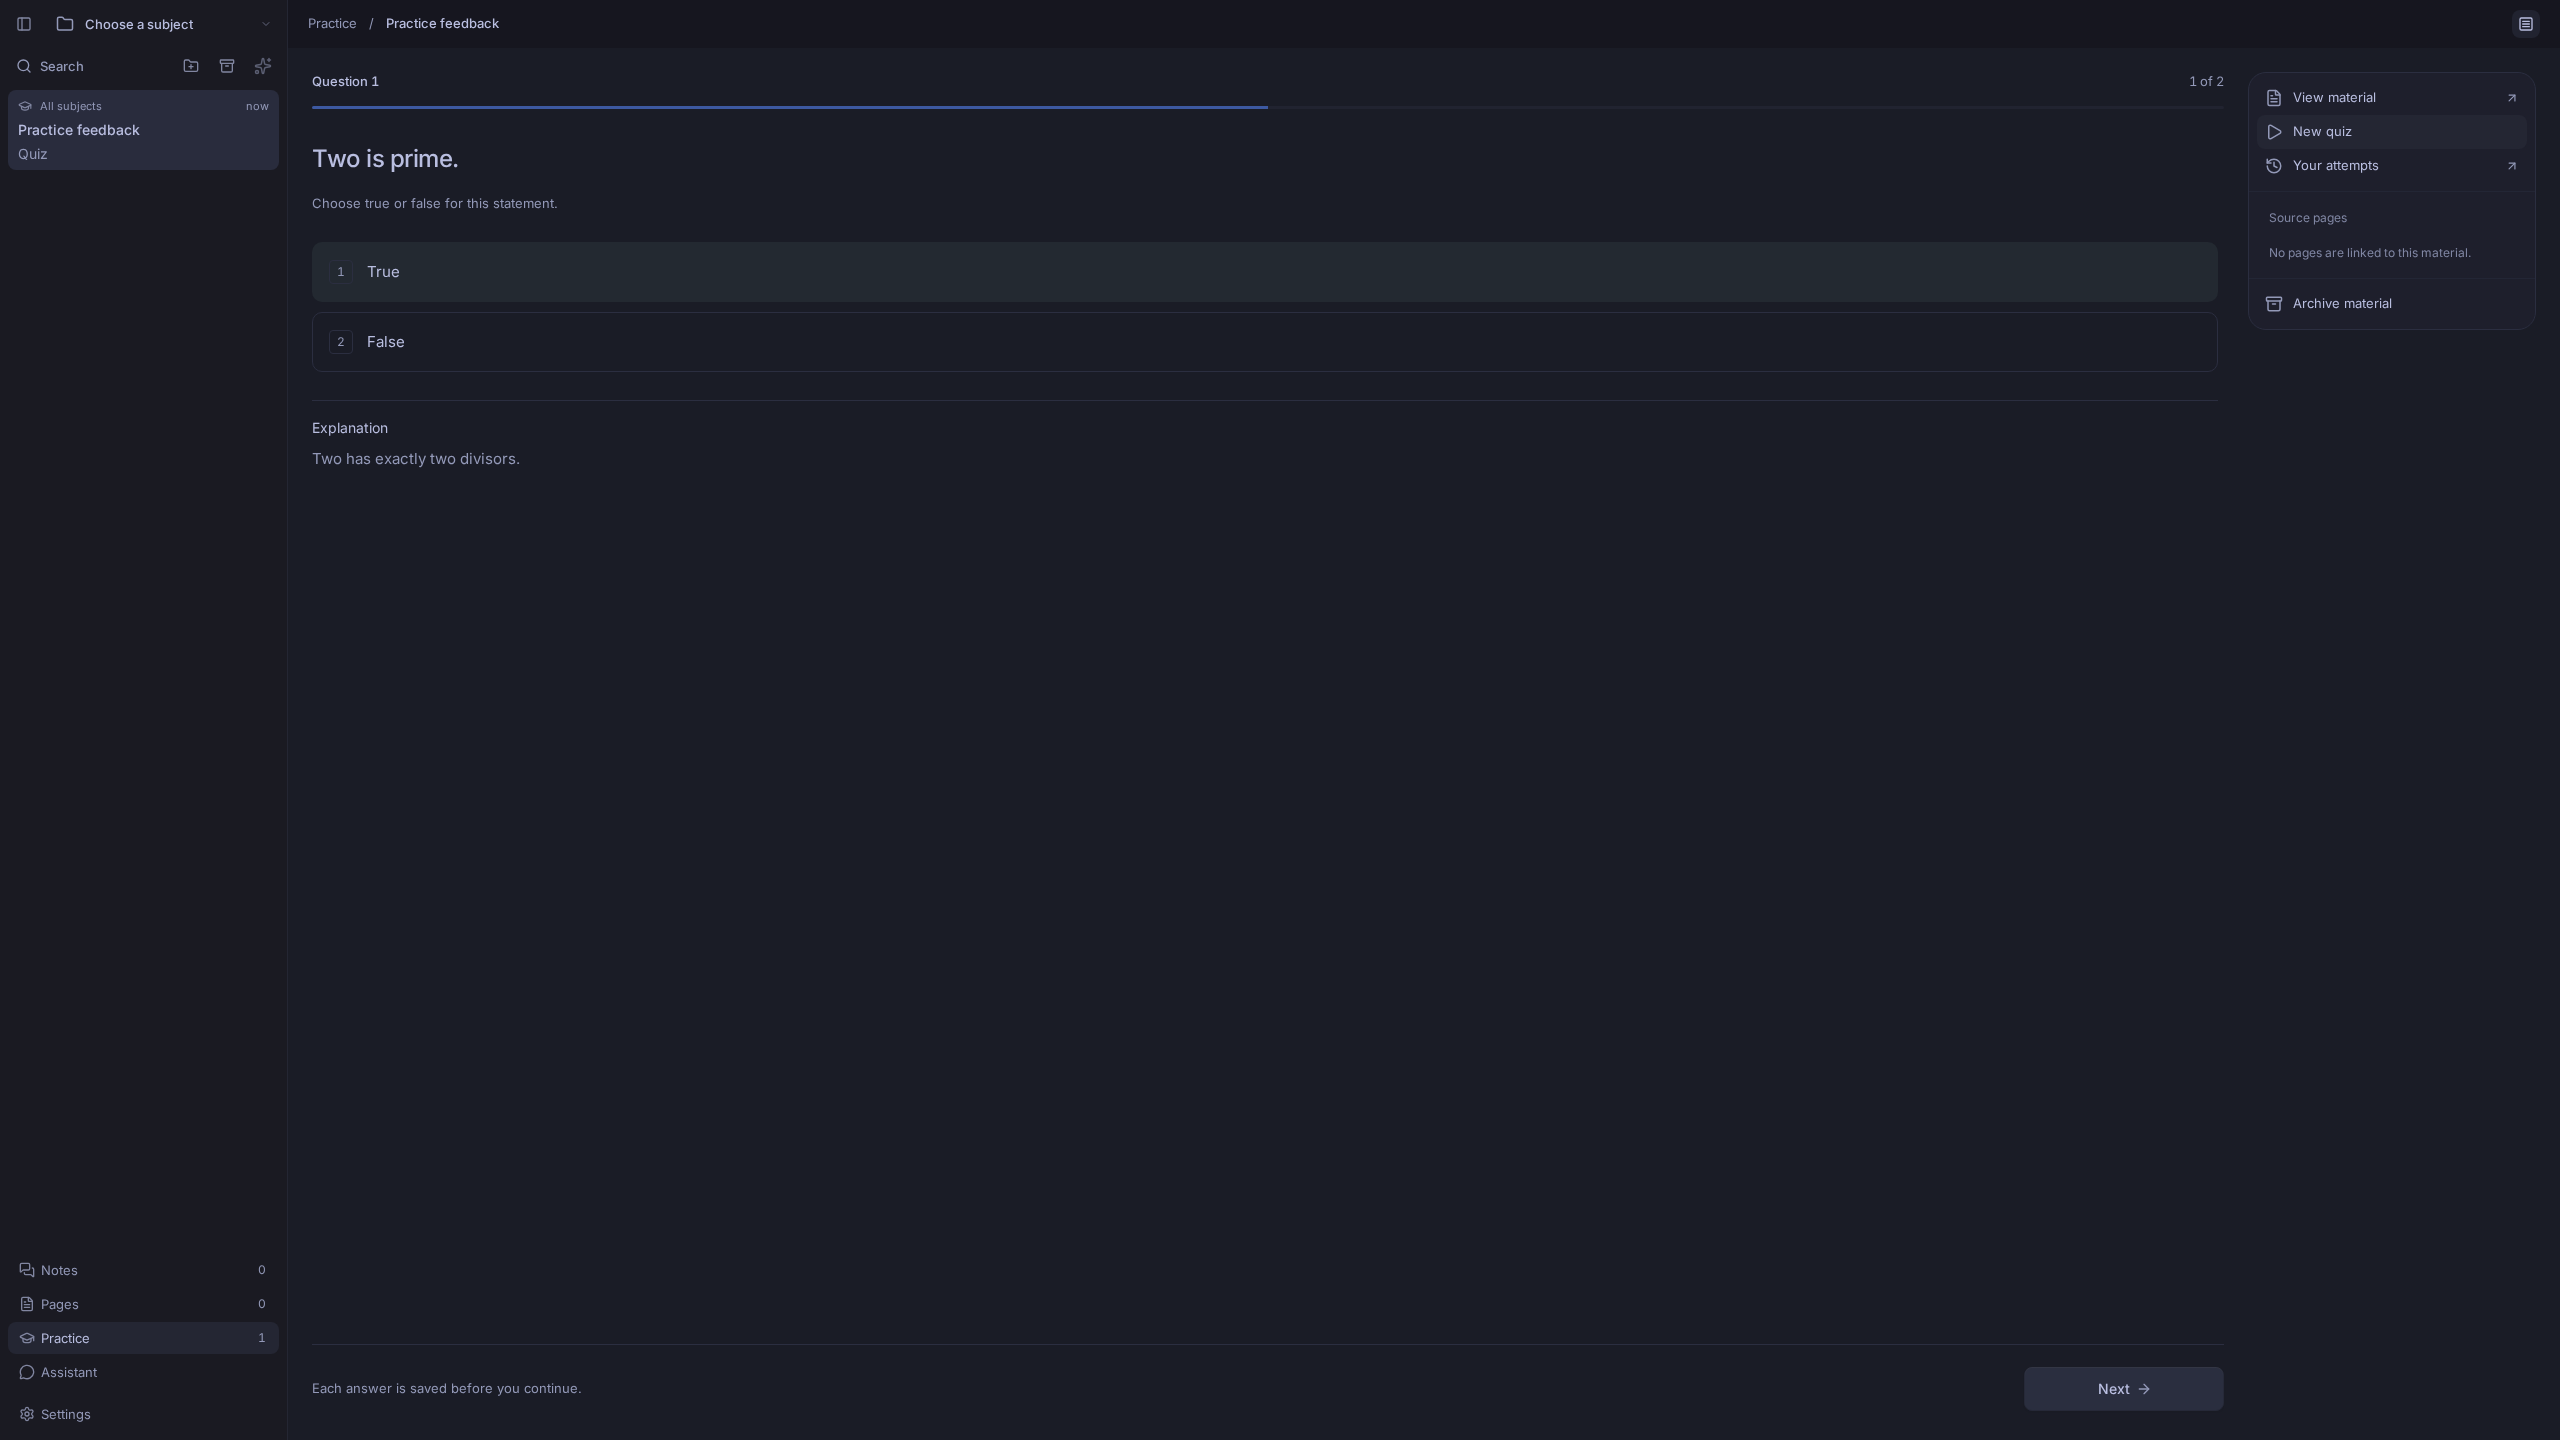 Choose a subject
Search
All subjects now
Practice feedback
Quiz
Notes 0
Pages 0
Practice 1
Assistant
Settings
Practice / Practice feedback
Question 1 1 of 2
Two is prime.
Choose true or false for this statement.
1 True
2 False
Explanation
Two has exactly two divisors.
Each answer is saved before you continue.
Next
View material
New quiz
Your attempts
Source pages
No pages are linked to this material.
Archive material